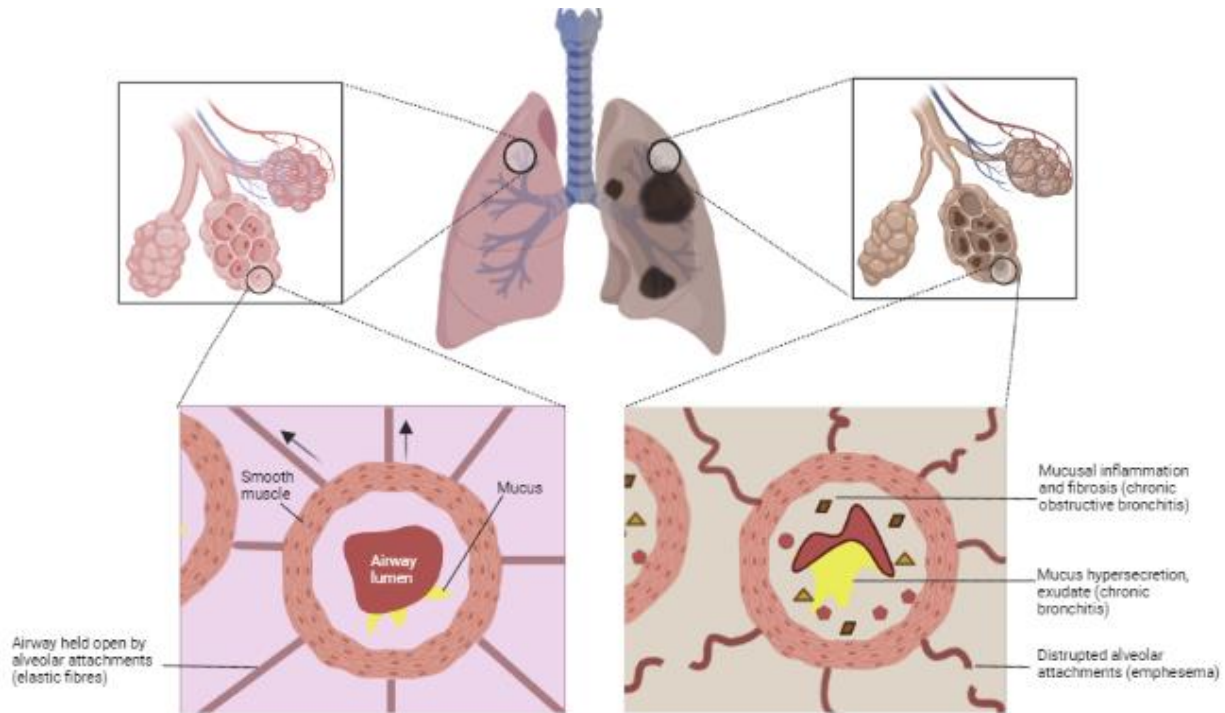 Smooth
muscle
Mucus
Airway
lumen
Airway held open by
alveolar attachments
(elastic fibres)
Mucusal inflammation
and fibrosis (chronic
obstructive bronchitis)
Mucus hypersecretion,
exudate (chronic
bronchitis)
Distrupted alveolar
attachments (emphesema)